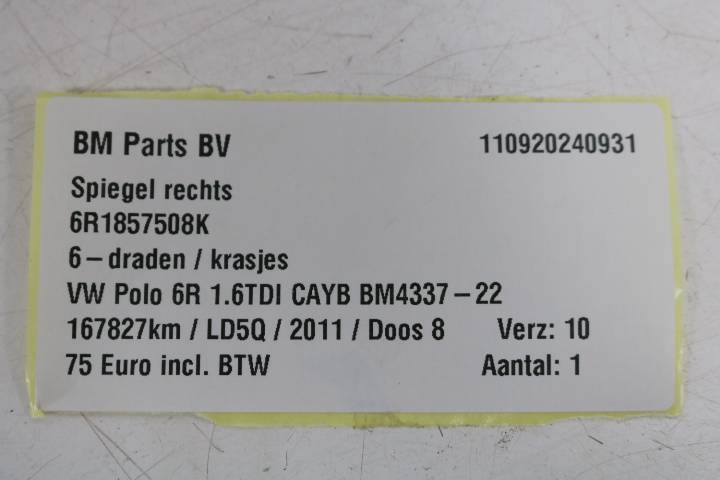 BM Parts BV 110920240931
Spiegel rechts
6R1857508K
6-draden / krasjes
VW Polo 6R 1.6TDI CAYB BM4337-22
167827km / LD5Q / 2011 / Doos 8 Verz: 10
75 Euro incl. BTW Aantal: 1